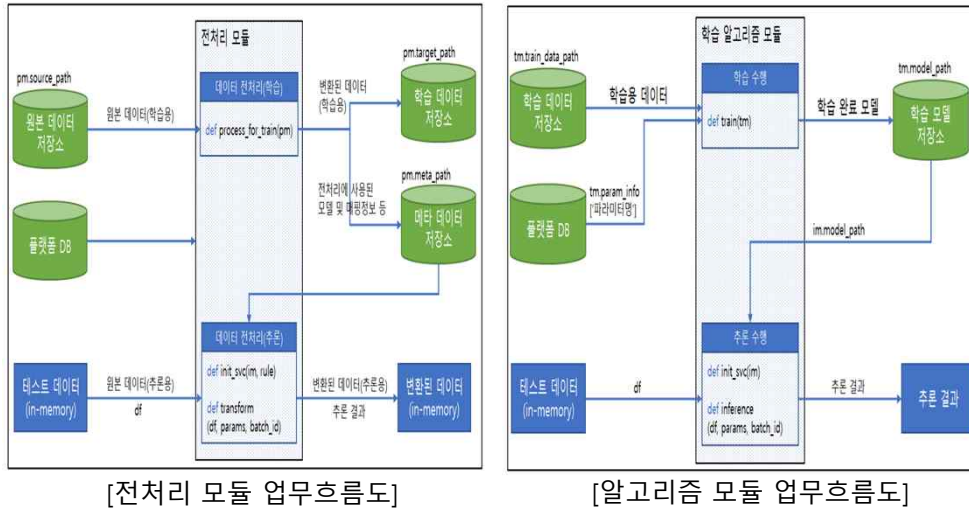 전처리 모듈
pm.source_path
원본 데이터
저장소
원본 데이터(학습용)
데이터 전처리(학습)
def process_for_train(pm)
변환된 데이터
(학습용)
pm.target_path
학습 데이터
저장소
전처리에 사용된
모델 및 매핑정보 등
pm.meta_path
메타 데이터
저장소
플랫폼 DB
데이터 전처리(추론)
def init_svc(im, rule)
def transform
(df, params, batch_id)
테스트 데이터
(in-memory)
원본 데이터(추론용)
df
변환된 데이터(추론용)
추론 결과
변환된 데이터
(in-memory)
[전처리 모듈 업무흐름도]
학습 알고리즘 모듈
tm.train_data_path
학습 데이터
저장소
학습용 데이터
학습 수행
def train(tm)
학습 완료 모델
tm.model_path
학습 모델
저장소
tm.param_info
['파라미터명']
플랫폼 DB
im.model_path
추론 수행
def init_svc(im)
def inference
(df, params, batch_id)
테스트 데이터
(in-memory)
df
추론 결과
추론 결과
[알고리즘 모듈 업무흐름도]